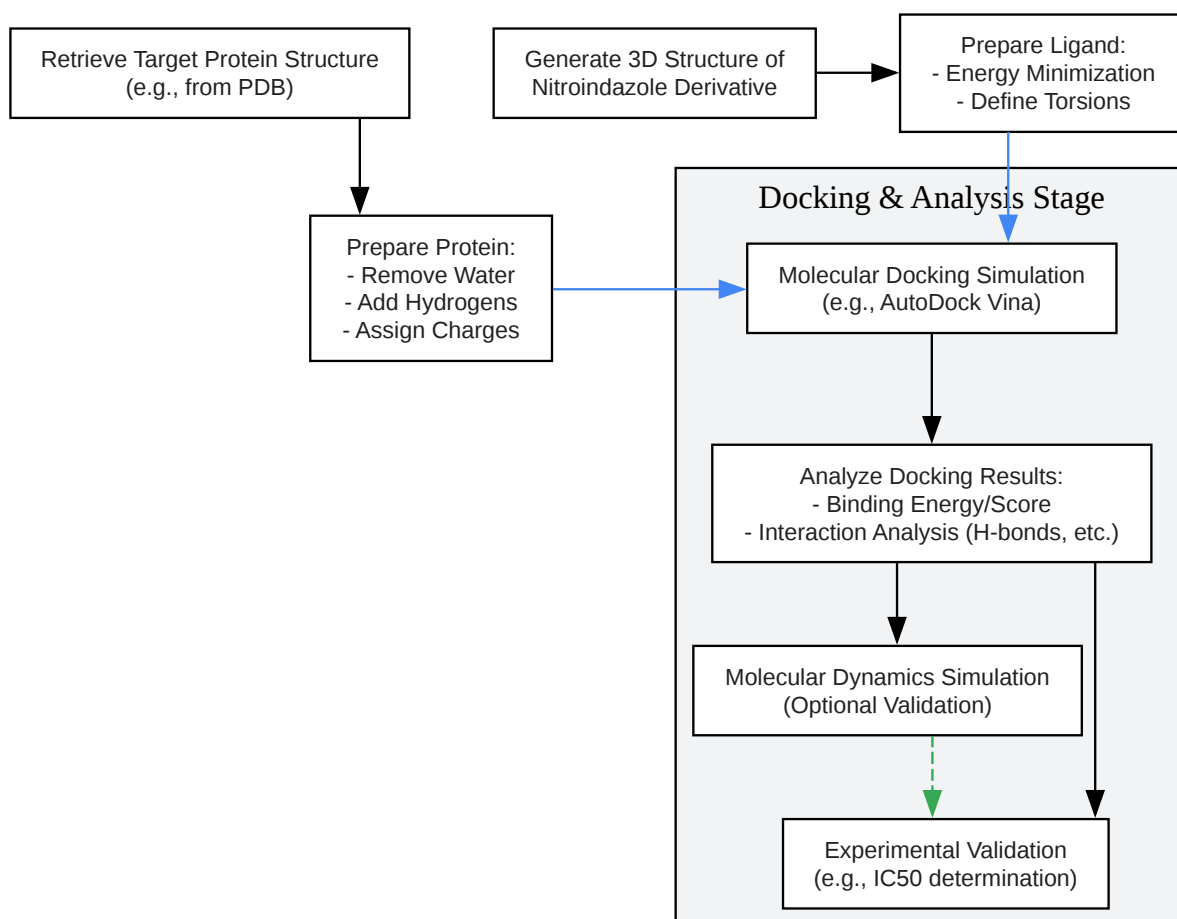 Retrieve Target Protein Structure
(e.g., from PDB)
Generate 3D Structure of
Nitroindazole Derivative
Prepare Ligand:
- Energy Minimization
- Define Torsions
Docking & Analysis Stage
Prepare Protein:
- Remove Water
- Add Hydrogens
- Assign Charges
Molecular Docking Simulation
(e.g., AutoDock Vina)
Analyze Docking Results:
- Binding Energy/Score
- Interaction Analysis (H-bonds, etc.)
Molecular Dynamics Simulation
(Optional Validation)
Experimental Validation
(e.g., IC50 determination)